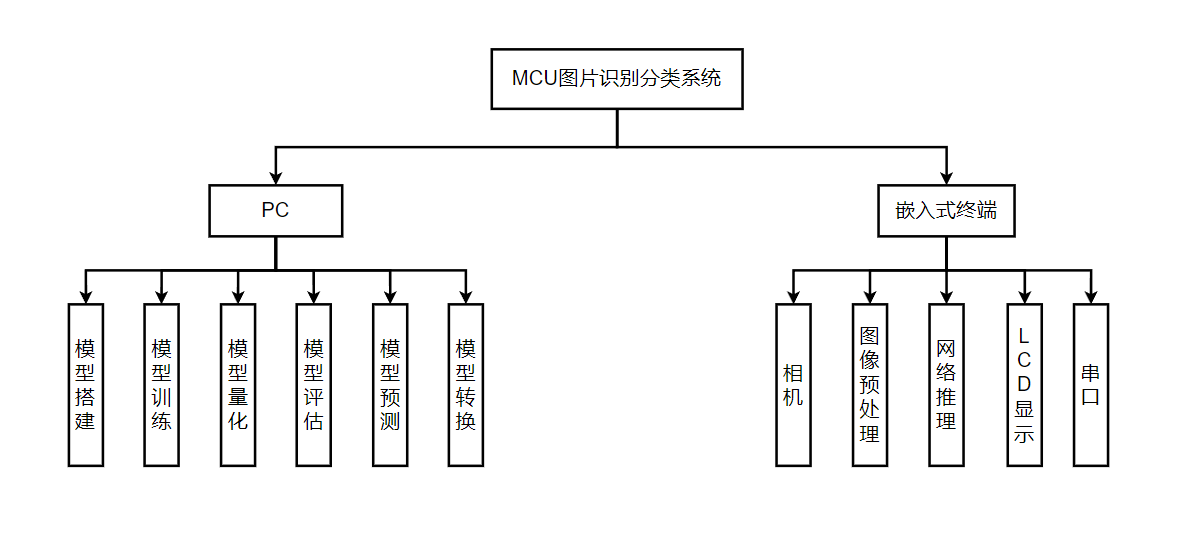 MCU图片识别分类系统
PC
嵌入式终端
模型搭建
模型训练
模型量化
模型评估
模型预测
模型转换
相机
图像预处理
网络推理
LCD显示
串口